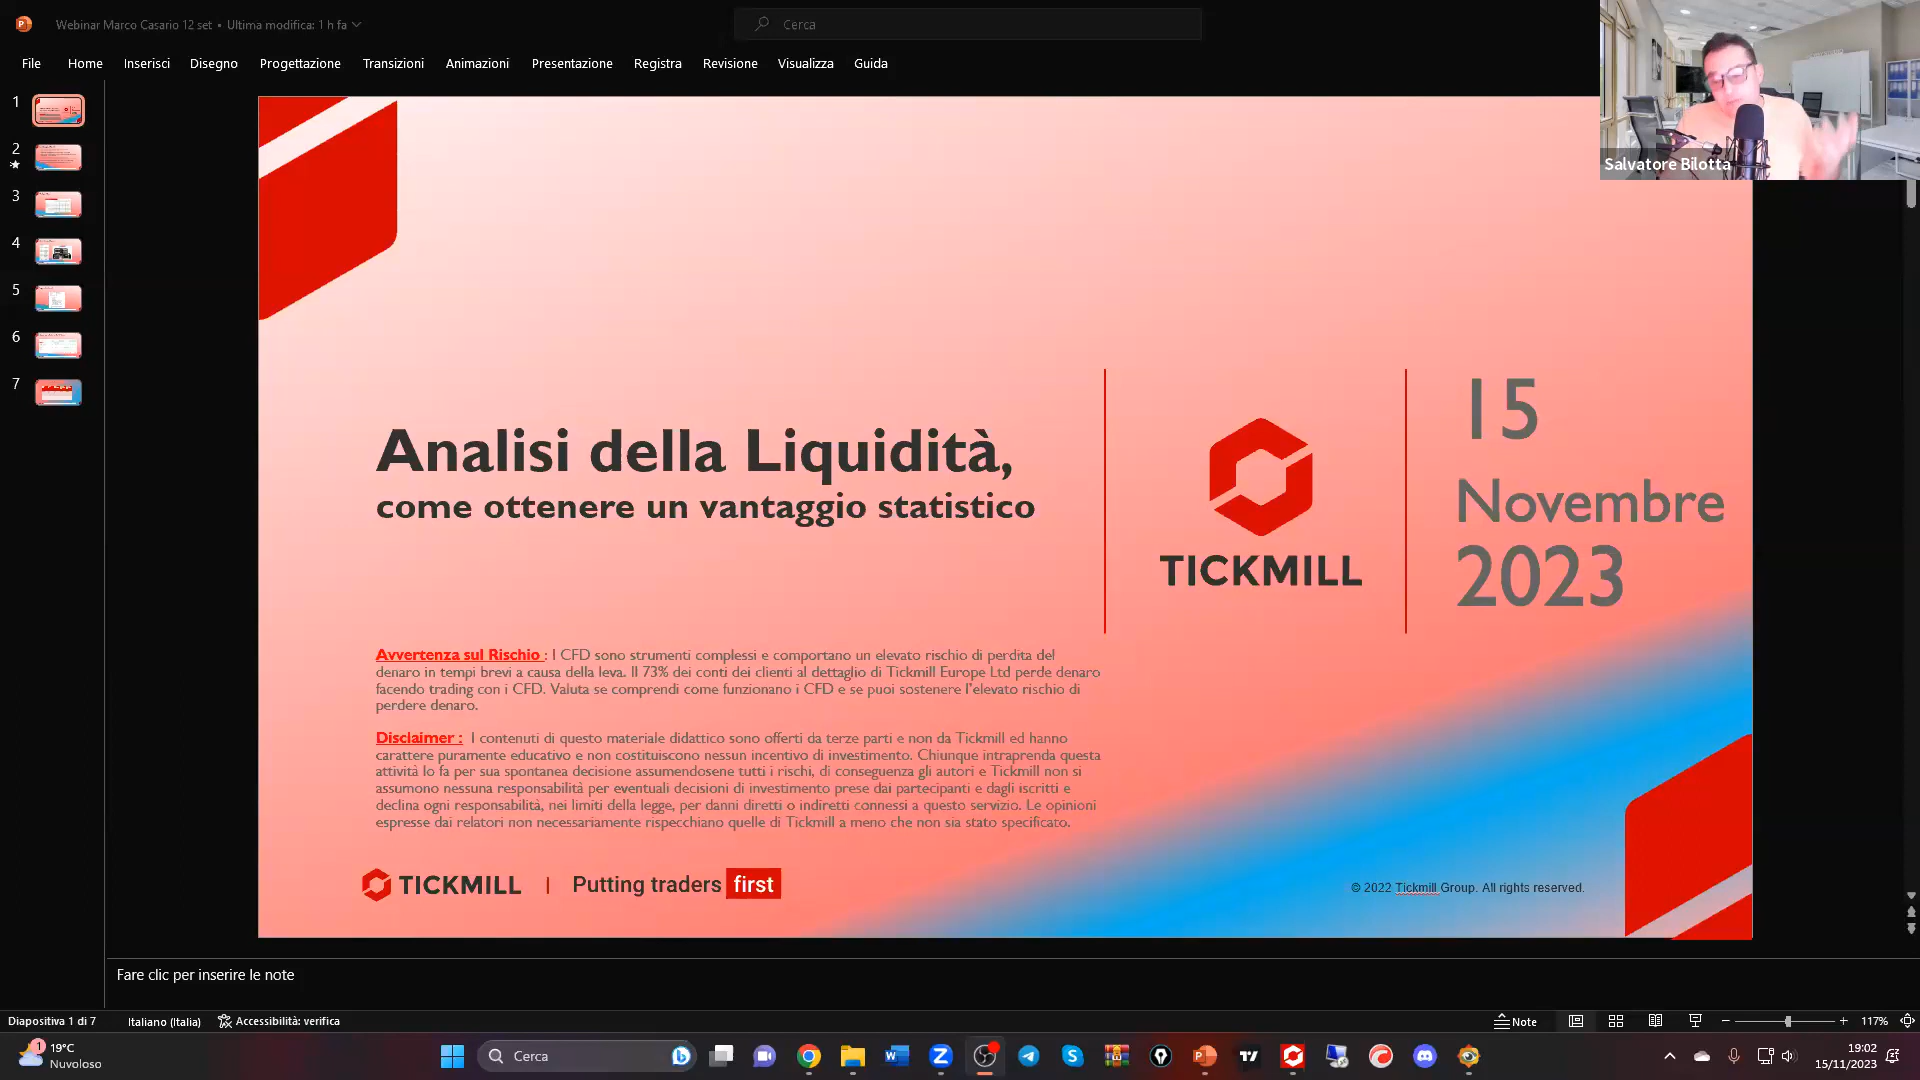 Webinar Marco Casario 12 set • Ultima modifica: 1 h fa
Cerca
File Home Inserisci Disegno Progettazione Transizioni Animazioni Presentazione Registra Revisione Visualizza Guida
Salvatore Bilotta
1
2
3
4
5
6
7
Analisi della Liquidità,
come ottenere un vantaggio statistico
TICKMILL
15
Novembre
2023
Avvertenza sul Rischio : I CFD sono strumenti complessi e comportano un elevato rischio di perdita del
denaro in tempi brevi a causa della leva. Il 73% dei conti dei clienti al dettaglio di Tickmill Europe Ltd perde denaro
facendo trading con i CFD. Valuta se comprendi come funzionano i CFD e se puoi sostenere l'elevato rischio di
perdere denaro.
Disclaimer : I contenuti di questo materiale didattico sono offerti da terze parti e non da Tickmill ed hanno
carattere puramente educativo e non costituiscono nessun incentivo di investimento. Chiunque intraprenda questa
attività lo fa per sua spontanea decisione assumendosene tutti i rischi, di conseguenza gli autori e Tickmill non si
assumono nessuna responsabilità per eventuali decisioni di investimento prese dai partecipanti e dagli iscritti e
declina ogni responsabilità, nei limiti della legge, per danni diretti o indiretti connessi a questo servizio. Le opinioni
espresse dai relatori non necessariamente rispecchiano quelle di Tickmill a meno che non sia stato specificato.
TICKMILL | Putting traders first
© 2022 Tickmill Group. All rights reserved.
Fare clic per inserire le note
Diapositiva 1 di 7 Italiano (Italia) Accessibilità: verifica
Note
117%
1
19°C
Nuvoloso
Cerca
19:02
15/11/2023